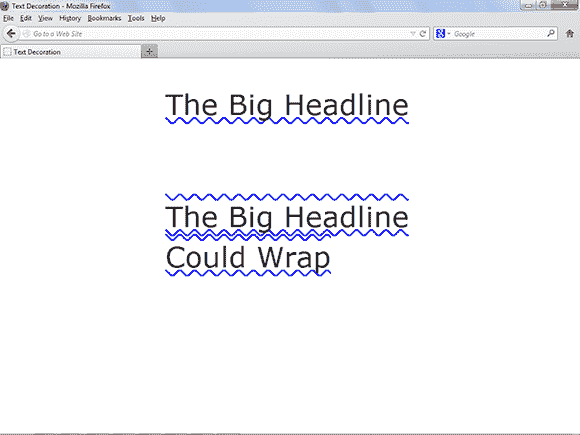 Text Decoration - Mozilla Firefox
File Edit View History Bookmarks Tools Help
Go to a Web Site
Google
Text Decoration
The Big Headline
The Big Headline
Could Wrap